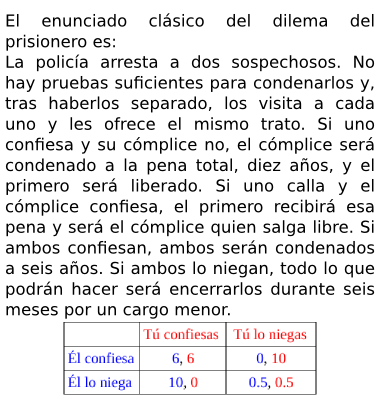 El enunciado clásico del dilema del
prisionero es:
La policía arresta a dos sospechosos. No
hay pruebas suficientes para condenarlos y,
tras haberlos separado, los visita a cada
uno y les ofrece el mismo trato. Si uno
confiesa y su cómplice no, el cómplice será
condenado a la pena total, diez años, y el
primero será liberado. Si uno calla y el
cómplice confiesa, el primero recibirá esa
pena y será el cómplice quien salga libre. Si
ambos confiesan, ambos serán condenados
a seis años. Si ambos lo niegan, todo lo que
podrán hacer será encerrarlos durante seis
meses por un cargo menor.
Tú confiesas Tú lo niegas
Él confiesa 6, 6 0, 10
Él lo niega 10, 0 0.5, 0.5